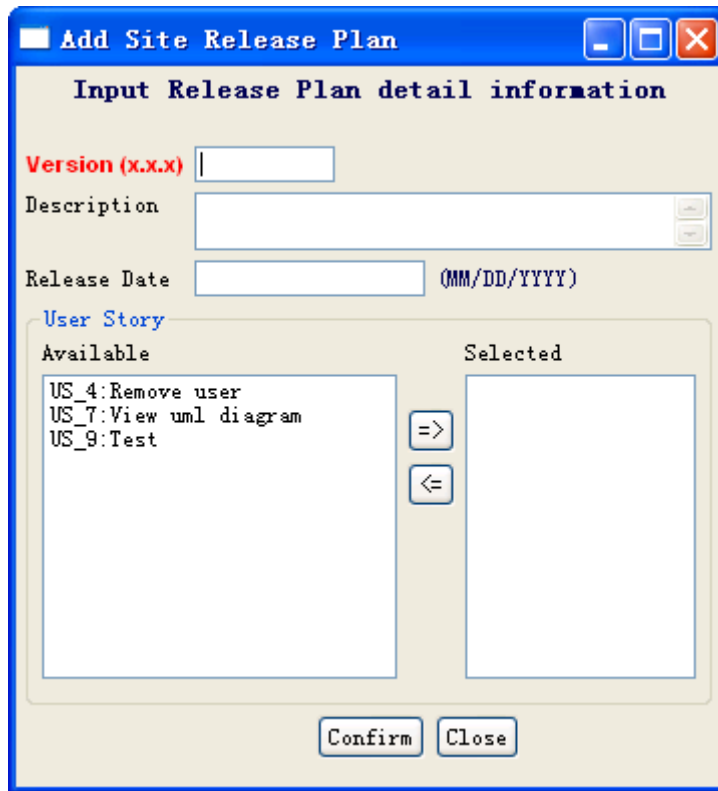 Add Site Release Plan
Input Release Plan detail information
Version (x.x.x)
Description
Release Date (MM/DD/YYYY)
User Story
Available Selected
US_4:Remove user
US_7:View uml diagram
US_9:Test
=>
<=
Confirm Close